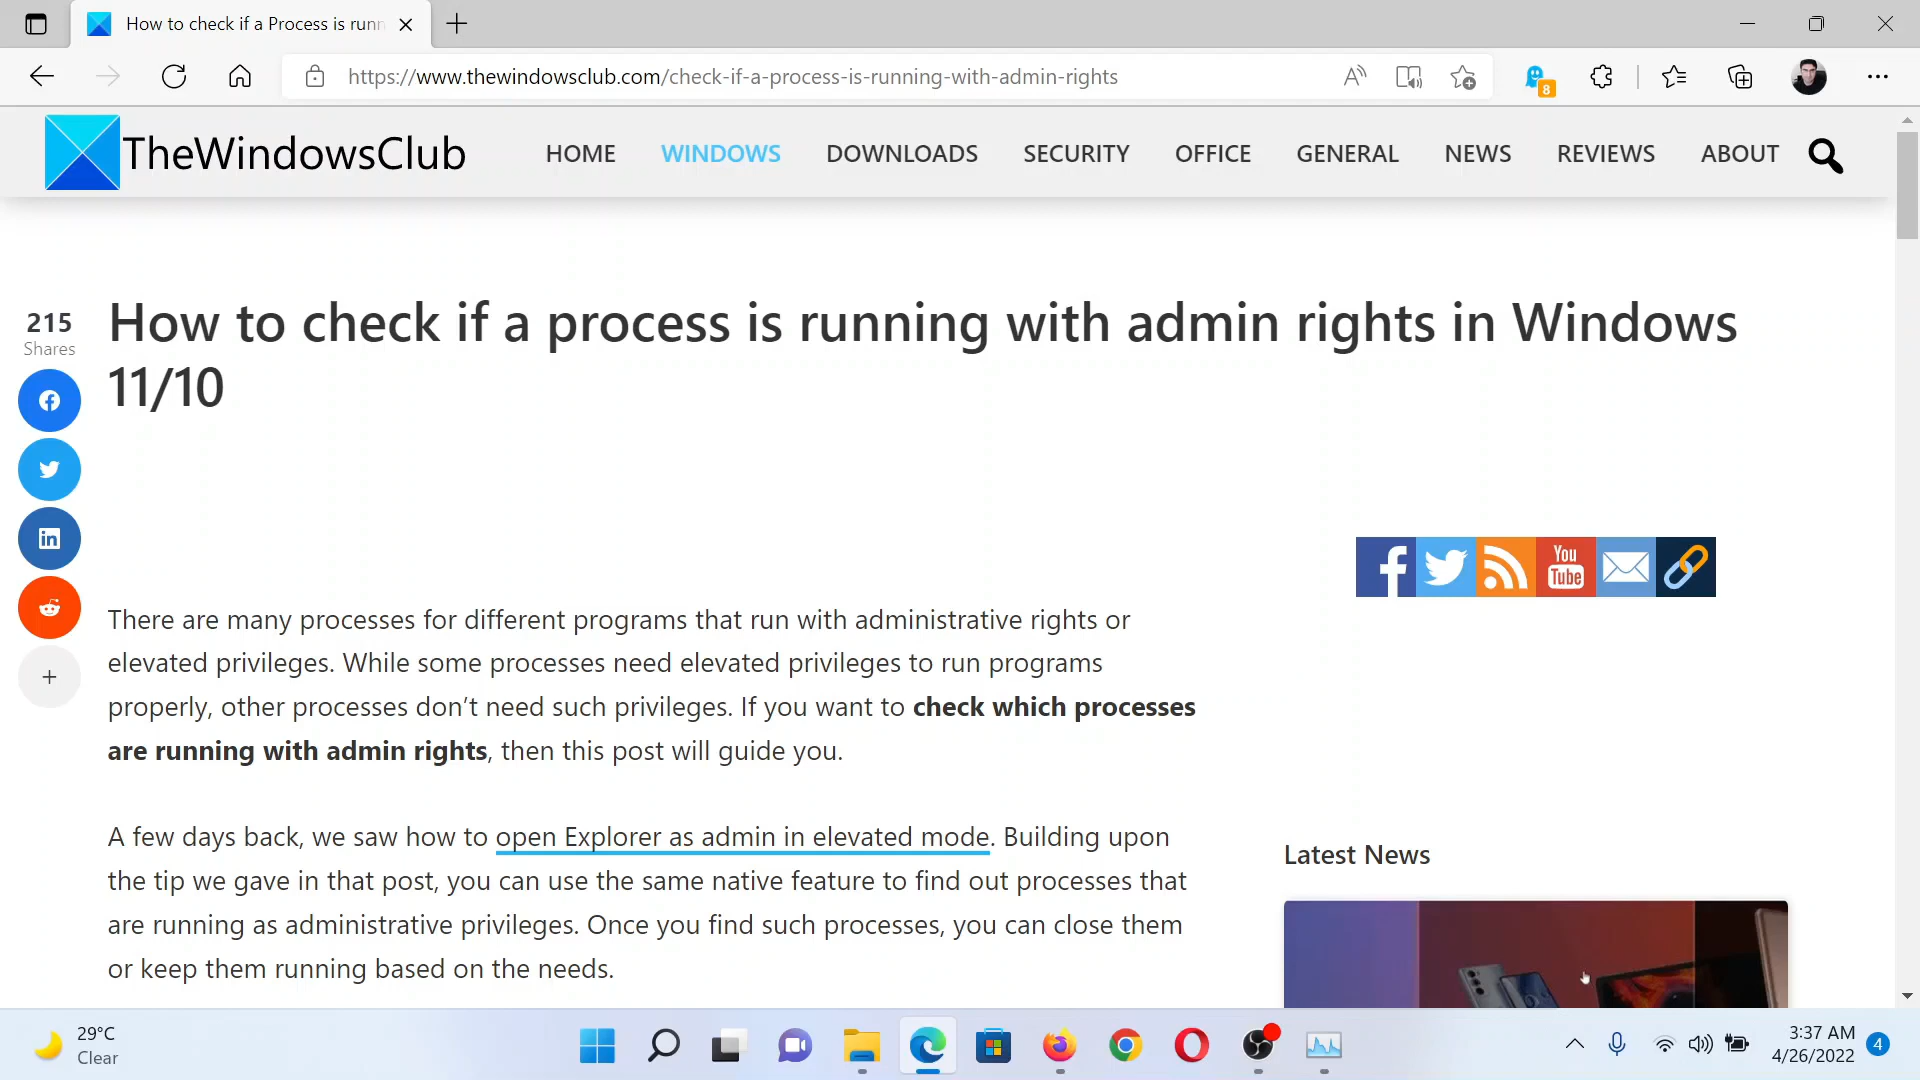 How to check if a Process is runn
https://www.thewindowsclub.com/check-if-a-process-is-running-with-admin-rights
8
TheWindowsClub
HOME
WINDOWS
DOWNLOADS
SECURITY
OFFICE
GENERAL
NEWS
REVIEWS
ABOUT
215
Shares
How to check if a process is running with admin rights in Windows
11/10
You
Tube
There are many processes for different programs that run with administrative rights or
elevated privileges. While some processes need elevated privileges to run programs
properly, other processes don’t need such privileges. If you want to check which processes
are running with admin rights, then this post will guide you.
A few days back, we saw how to open Explorer as admin in elevated mode. Building upon
the tip we gave in that post, you can use the same native feature to find out processes that
are running as administrative privileges. Once you find such processes, you can close them
or keep them running based on the needs.
Latest News
29°C
Clear
3:37 AM
4/26/2022
4